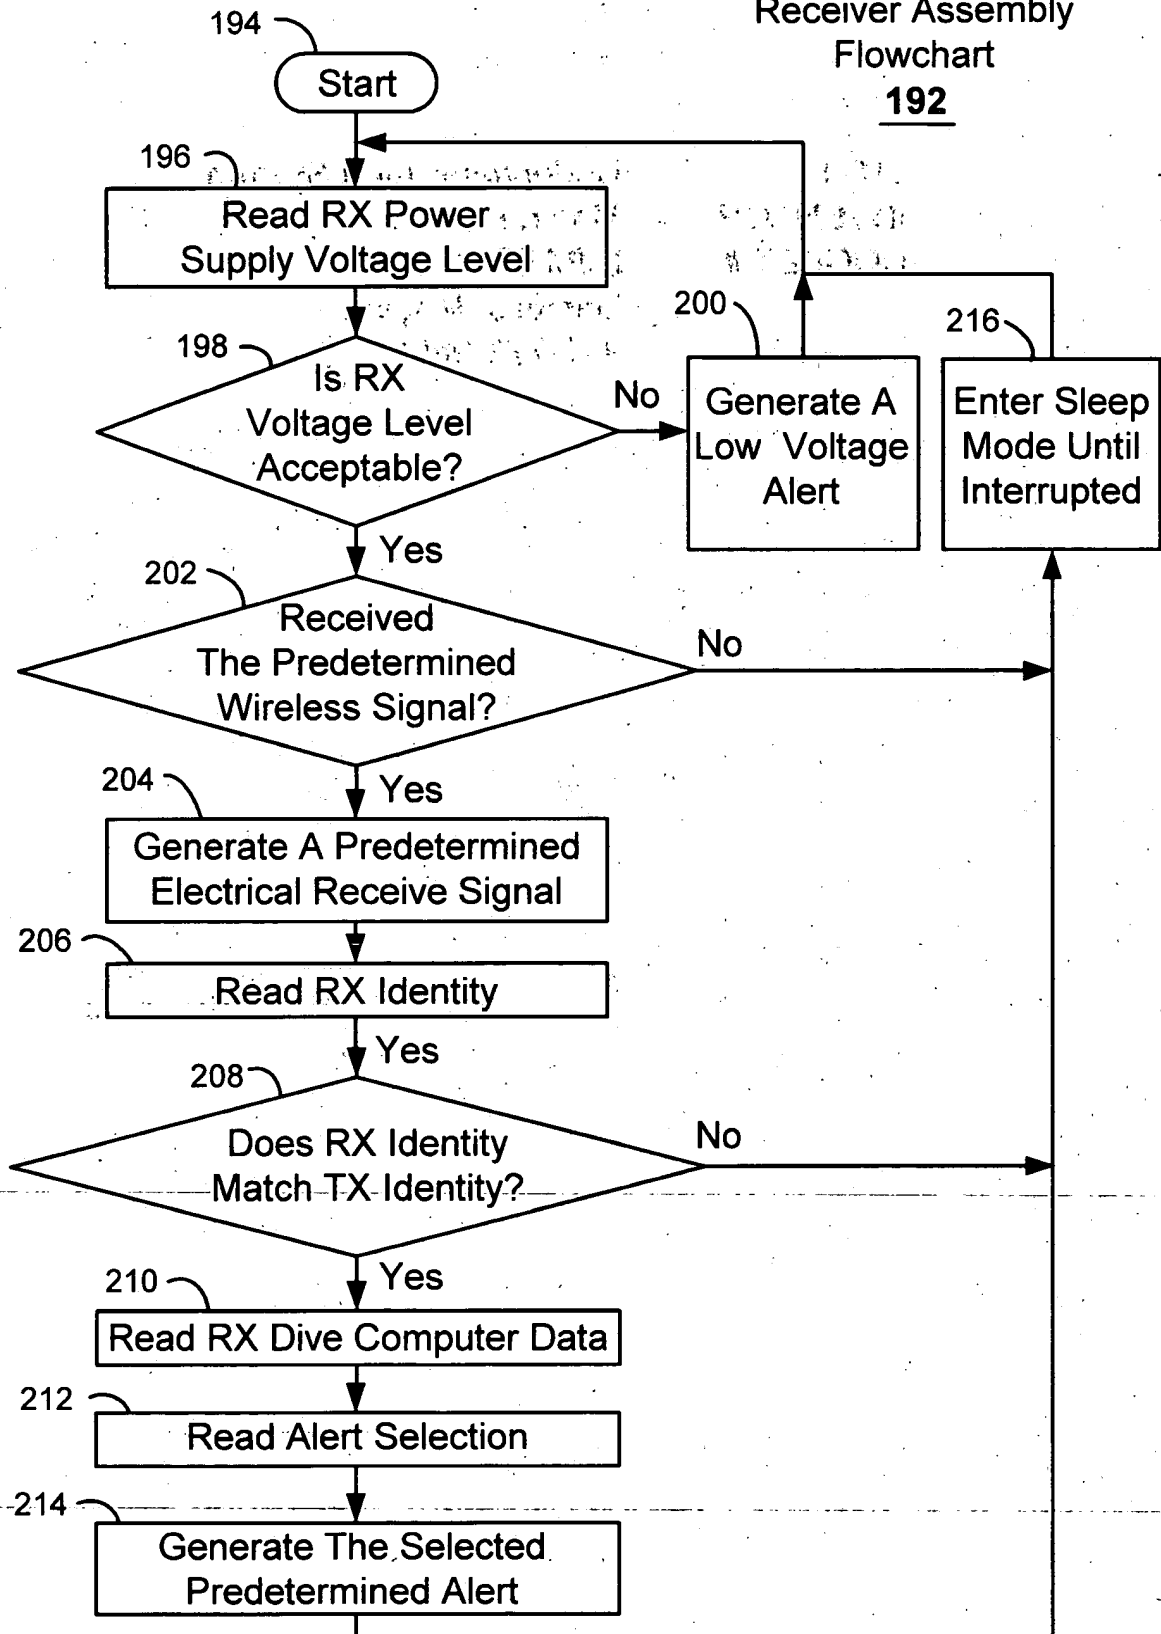 Receiver Assembly
Flowchart
192
194
Start
196
Read RX Power
Supply Voltage Level
198
Is RX
Voltage Level
Acceptable?
No
200
Generate A
Low Voltage
Alert
216
Enter Sleep
Mode Until
Interrupted
Yes
202
Received
The Predetermined
Wireless Signal?
No
Yes
204
Generate A Predetermined
Electrical Receive Signal
206
Read RX Identity
Yes
208
Does RX Identity
Match TX Identity?
No
Yes
210
Read RX Dive Computer Data
212
Read Alert Selection
214
Generate The Selected
Predetermined Alert